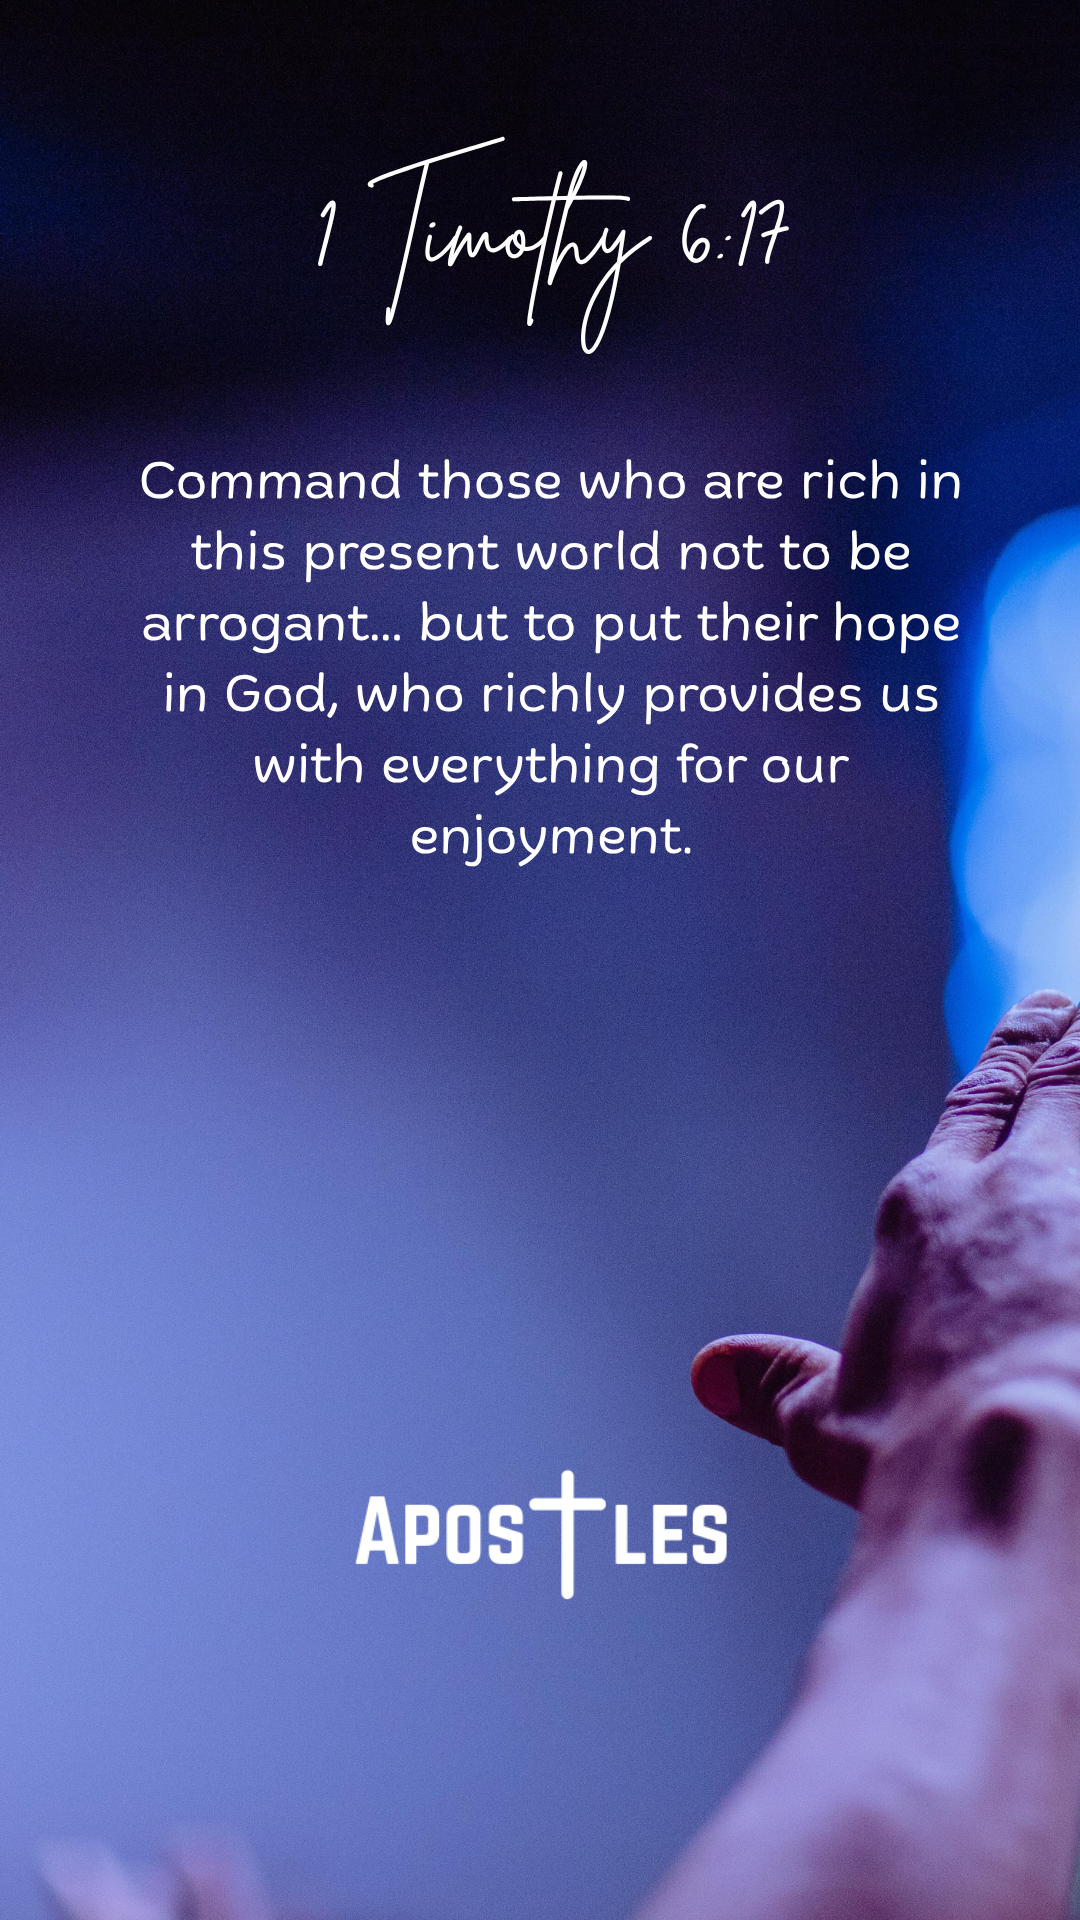 1 Timothy 6:17
Command those who are rich in
this present world not to be
arrogant... but to put their hope
in God, who richly provides us
with everything for our
enjoyment.
APOSTLES